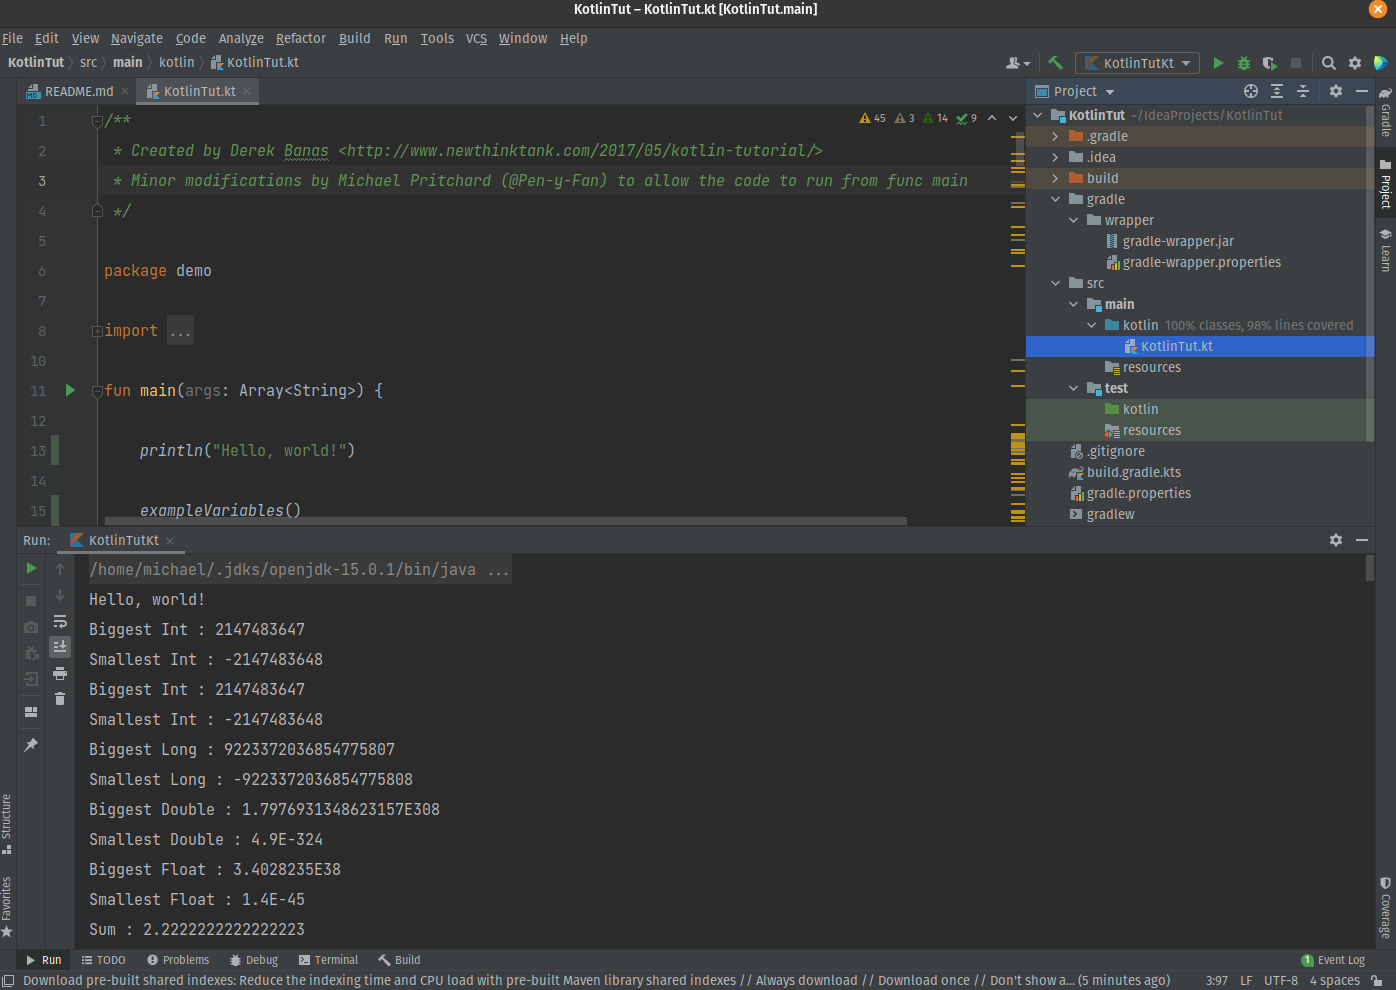 KotlinTut – KotlinTut.kt [KotlinTut.main]
File Edit View Navigate Code Analyze Refactor Build Run Tools VCS Window Help
KotlinTut src main kotlin KotlinTut.kt
KotlinTutKt
README.md
KotlinTut.kt
45 3 14 9
1 /**
2 * Created by Derek Banas <http://www.newthinktank.com/2017/05/kotlin-tutorial/>
3 * Minor modifications by Michael Pritchard (@Pen-y-Fan) to allow the code to run from func main
4 */
5
6 package demo
7
8 import ...
10
11 fun main(args: Array<String>) {
12
13 println("Hello, world!")
14
15 exampleVariables()
Project
KotlinTut ~/IdeaProjects/KotlinTut
.gradle
.idea
build
gradle
wrapper
gradle-wrapper.jar
gradle-wrapper.properties
src
main
kotlin 100% classes, 98% lines covered
KotlinTut.kt
resources
test
kotlin
resources
.gitignore
build.gradle.kts
gradle.properties
gradlew
Gradle
Project
Learn
Coverage
Run: KotlinTutKt
/home/michael/.jdks/openjdk-15.0.1/bin/java ...
Hello, world!
Biggest Int : 2147483647
Smallest Int : -2147483648
Biggest Int : 2147483647
Smallest Int : -2147483648
Biggest Long : 9223372036854775807
Smallest Long : -9223372036854775808
Biggest Double : 1.7976931348623157E308
Smallest Double : 4.9E-324
Biggest Float : 3.4028235E38
Smallest Float : 1.4E-45
Sum : 2.2222222222222223
Structure
Favorites
Run TODO Problems Debug Terminal Build
1 Event Log
Download pre-built shared indexes: Reduce the indexing time and CPU load with pre-built Maven library shared indexes // Always download // Download once // Don't show a... (5 minutes ago)
3:97 LF UTF-8 4 spaces